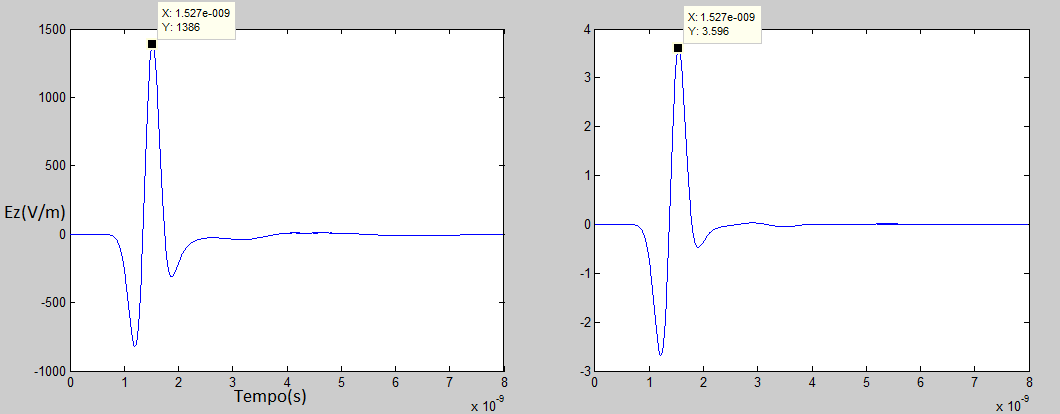 X: 1.527e-009
Y: 1386
1500
1000
500
0
-500
-1000
Ez(V/m)
0 1 2 3 4 5 6 7 8
Tempo(s)
x 10^-9
X: 1.527e-009
Y: 3.596
4
3
2
1
0
-1
-2
-3
0 1 2 3 4 5 6 7 8
x 10^-9